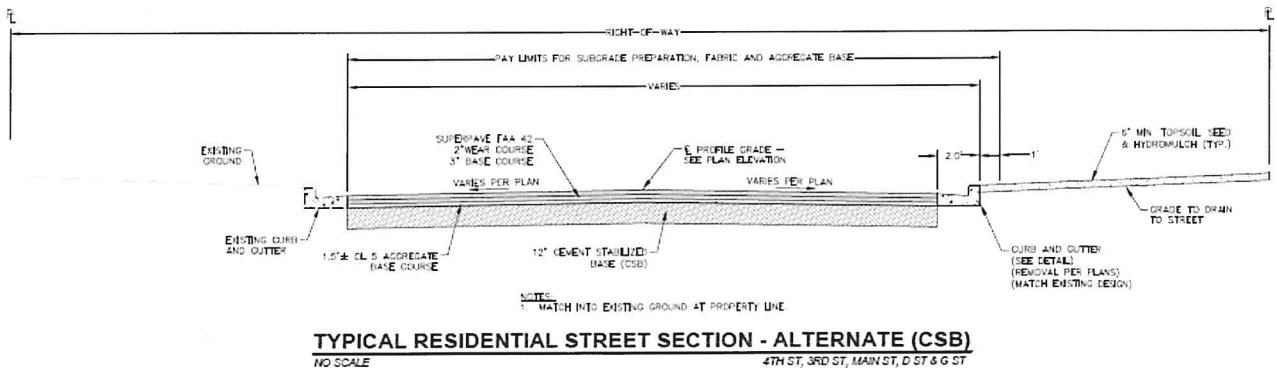 PL
PL
RIGHT-OF-WAY
PAY LIMITS FOR SUBGRADE PREPARATION, FABRIC AND AGGREGATE BASE
VARIES
SUPERPAVE FAA 42
2" WEAR COURSE
3" BASE COURSE
℄ PROFILE GRADE –
SEE PLAN ELEVATION
6" MIN. TOPSOIL SEED
& HYDROMULCH (TYP.)
EXISTING
GROUND
2.0'
1'
VARIES PER PLAN
VARIES PER PLAN
GRADE TO DRAIN
TO STREET
EXISTING CURB
AND GUTTER
1.5"± CL 5 AGGREGATE
BASE COURSE
12" CEMENT STABILIZED
BASE (CSB)
CURB AND GUTTER
(SEE DETAIL)
(REMOVAL PER PLANS)
(MATCH EXISTING DESIGN)
NOTES:
1. MATCH INTO EXISTING GROUND AT PROPERTY LINE.
TYPICAL RESIDENTIAL STREET SECTION - ALTERNATE (CSB)
NO SCALE
4TH ST, 3RD ST, MAIN ST, D ST & G ST